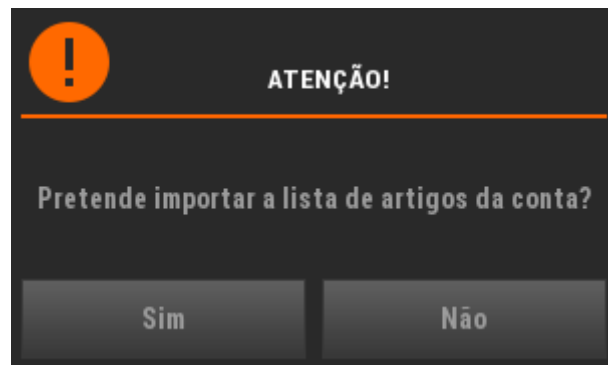 ATENÇÃO!
Pretende importar a lista de artigos da conta?
Sim
Não